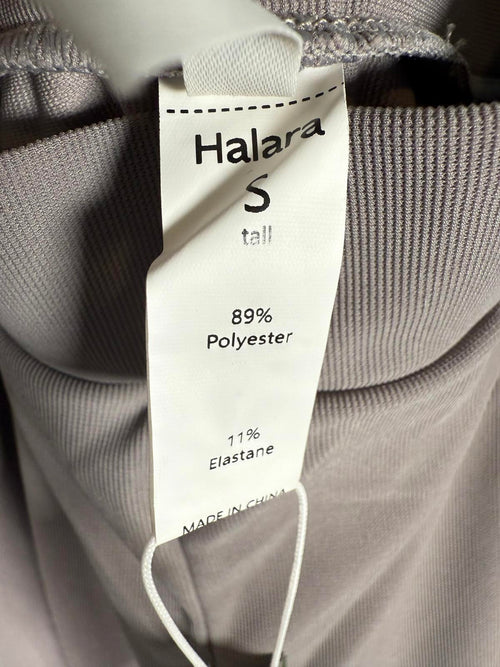 Halara
S
tall
89%
Polyester
11%
Elastane
MADE IN CHINA